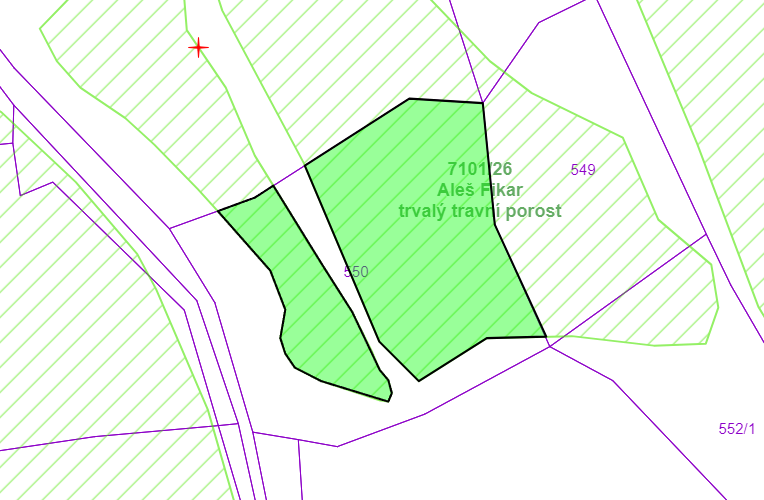 7101/26
Aleš Fikar
trvalý travní porost
549
550
552/1